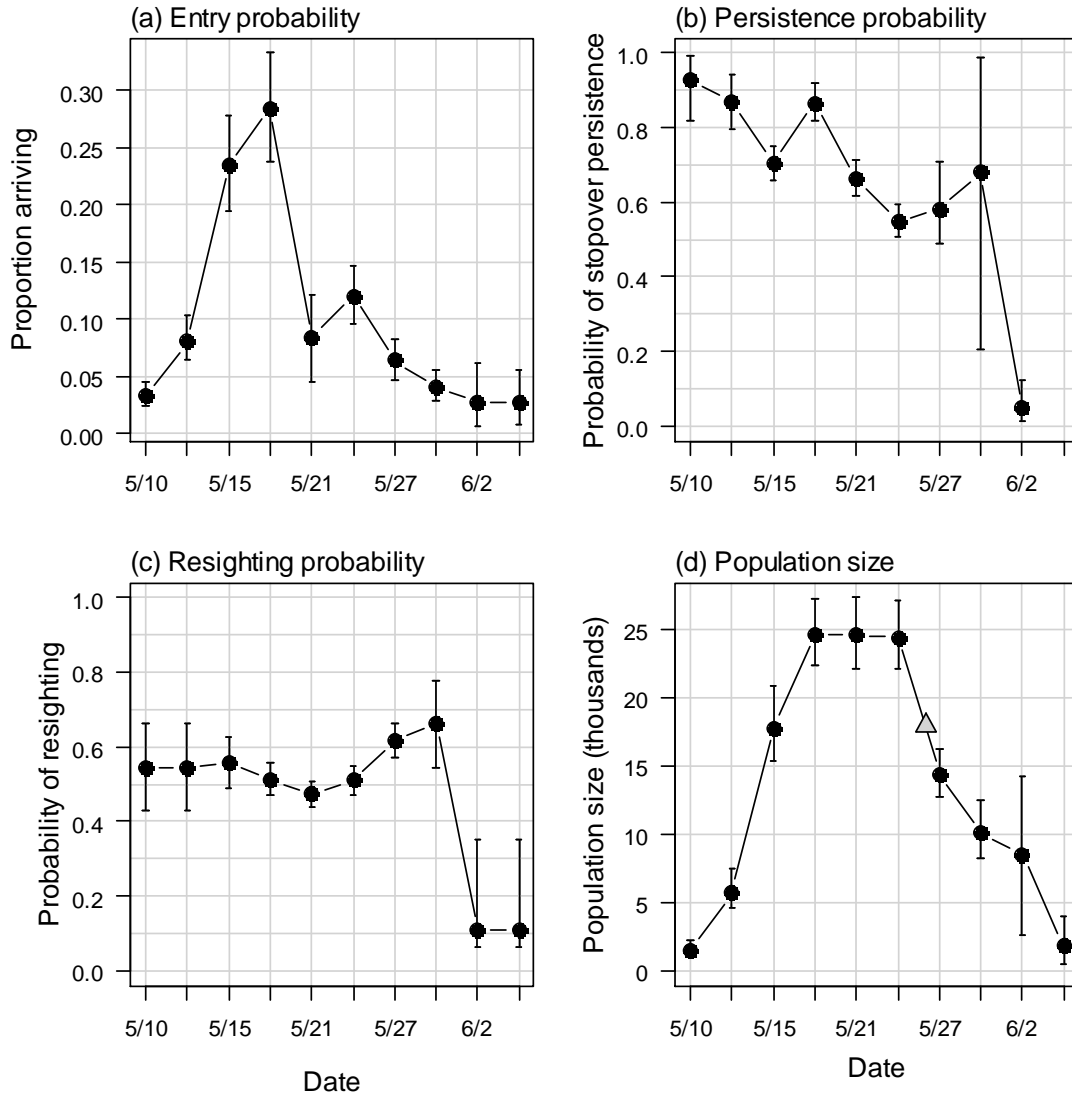 (a) Entry probability
Proportion arriving
0.30
0.25
0.20
0.15
0.10
0.05
0.00
5/10 5/15 5/21 5/27 6/2
(b) Persistence probability
Probability of stopover persistence
1.0
0.8
0.6
0.4
0.2
0.0
5/10 5/15 5/21 5/27 6/2
(c) Resighting probability
Probability of resighting
1.0
0.8
0.6
0.4
0.2
0.0
5/10 5/15 5/21 5/27 6/2
Date
(d) Population size
Population size (thousands)
25
20
15
10
5
0
5/10 5/15 5/21 5/27 6/2
Date